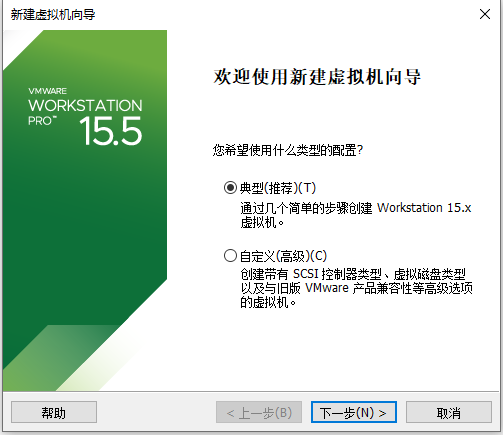 新建虚拟机向导
VMWARE
WORKSTATION
PRO™
15.5
欢迎使用新建虚拟机向导
您希望使用什么类型的配置?
典型(推荐)(T)
通过几个简单的步骤创建 Workstation 15.x
虚拟机。
自定义(高级)(C)
创建带有 SCSI 控制器类型、虚拟磁盘类型
以及与旧版 VMware 产品兼容性等高级选项
的虚拟机。
帮助
< 上一步(B)
下一步(N) >
取消